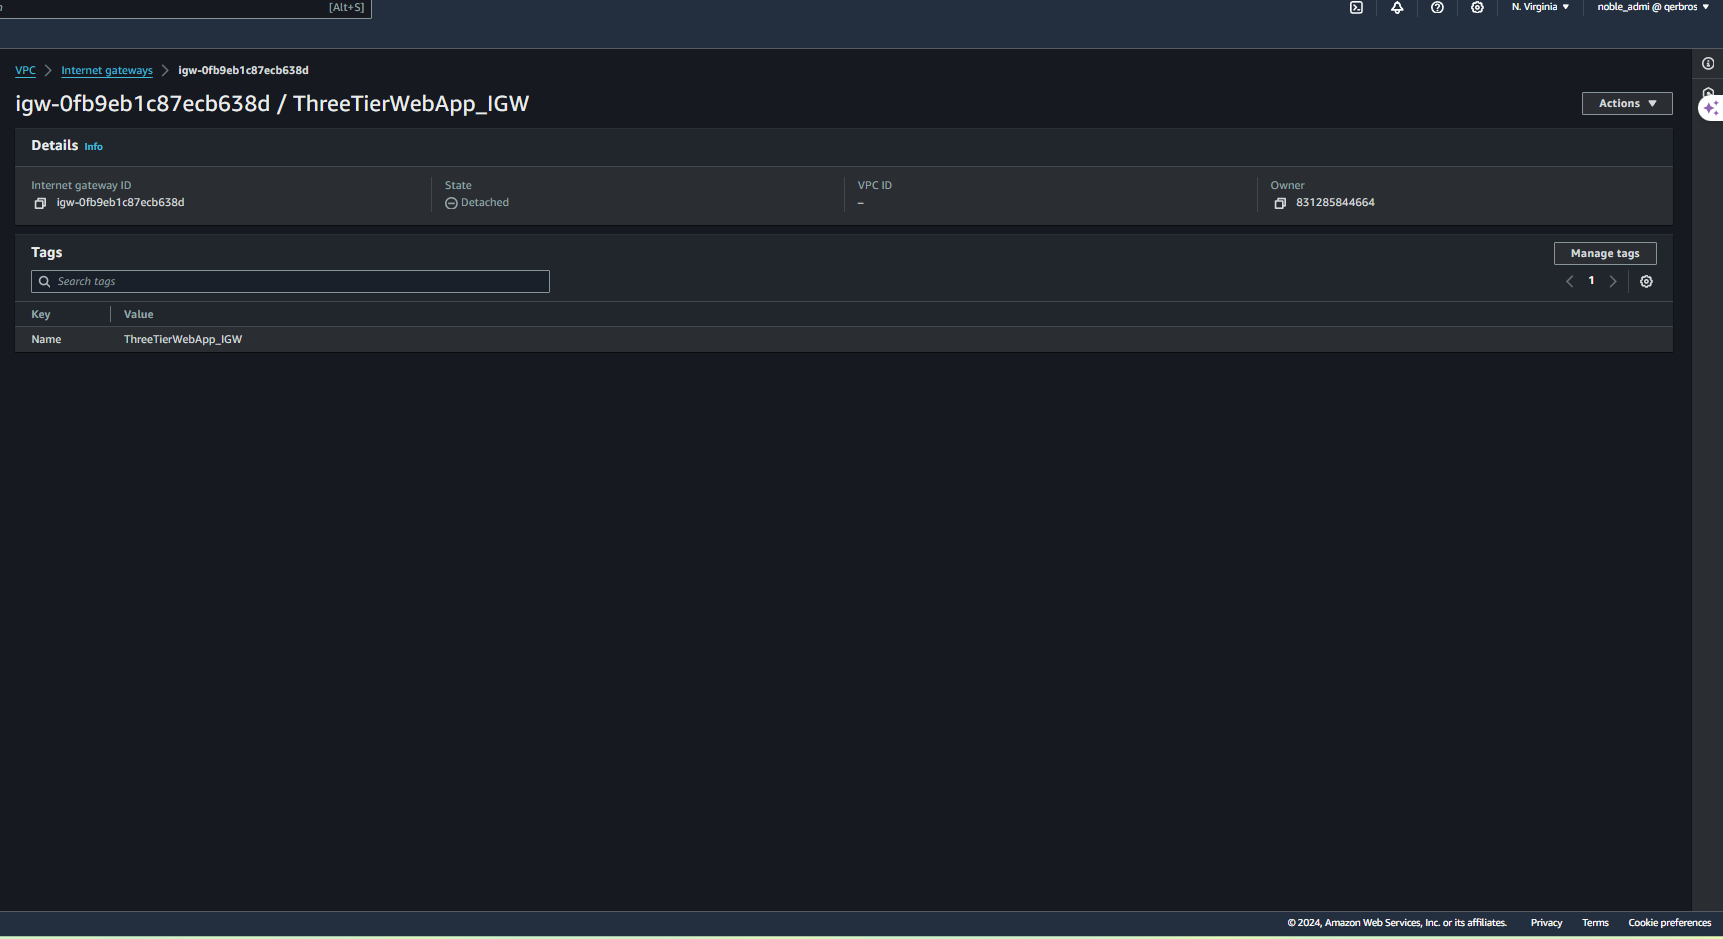 [Alt+S]
N. Virginia
noble_admi @ qerbros
VPC
Internet gateways
igw-0fb9eb1c87ecb638d
igw-0fb9eb1c87ecb638d / ThreeTierWebApp_IGW
Actions
Details Info
Internet gateway ID
igw-0fb9eb1c87ecb638d
State
Detached
VPC ID
–
Owner
831285844664
Tags
Manage tags
Search tags
1
Key Value
Name ThreeTierWebApp_IGW
© 2024, Amazon Web Services, Inc. or its affiliates. Privacy Terms Cookie preferences